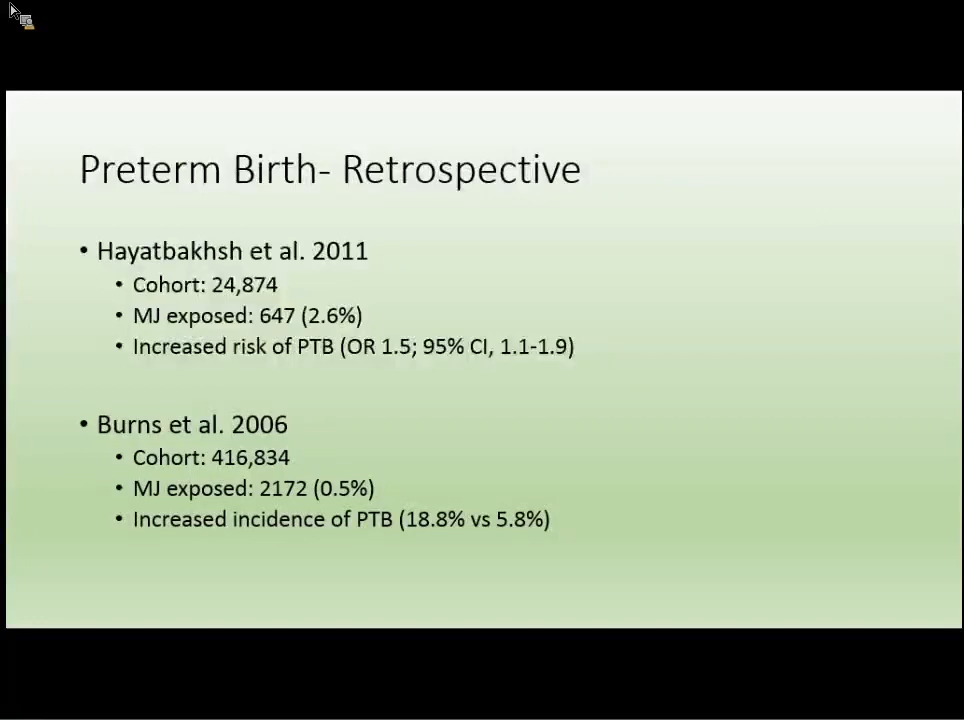 Preterm Birth- Retrospective
• Hayatbakhsh et al. 2011
• Cohort: 24,874
• MJ exposed: 647 (2.6%)
• Increased risk of PTB (OR 1.5; 95% CI, 1.1-1.9)
• Burns et al. 2006
• Cohort: 416,834
• MJ exposed: 2172 (0.5%)
• Increased incidence of PTB (18.8% vs 5.8%)